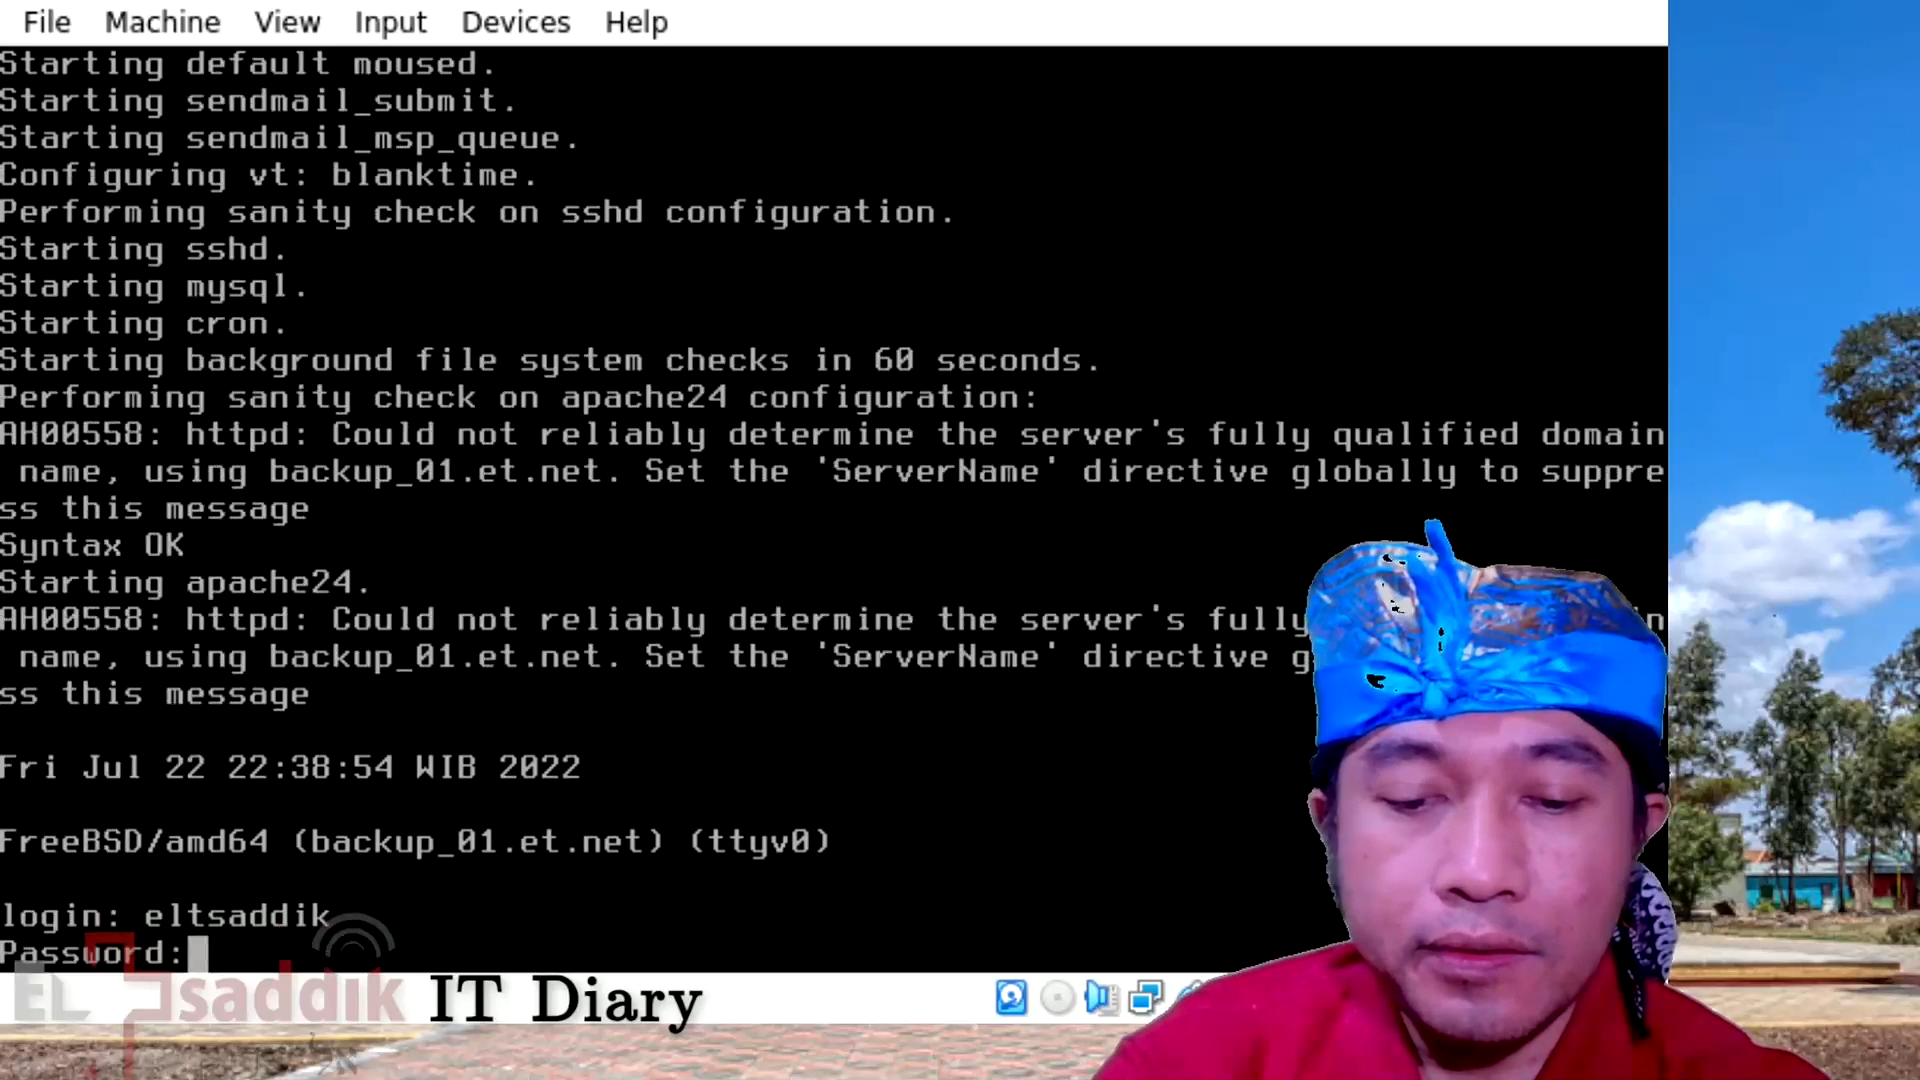 File Machine View Input Devices Help
Starting default moused.
Starting sendmail_submit.
Starting sendmail_msp_queue.
Configuring vt: blanktime.
Performing sanity check on sshd configuration.
Starting sshd.
Starting mysql.
Starting cron.
Starting background file system checks in 60 seconds.
Performing sanity check on apache24 configuration:
AH00558: httpd: Could not reliably determine the server's fully qualified domain
 name, using backup_01.et.net. Set the 'ServerName' directive globally to suppre
ss this message
Syntax OK
Starting apache24.
AH00558: httpd: Could not reliably determine the server's fully
 name, using backup_01.et.net. Set the 'ServerName' directive
ss this message
Fri Jul 22 22:38:54 WIB 2022
FreeBSD/amd64 (backup_01.et.net) (ttyv0)
login: eltsaddik
Password:
ELTsaddik IT Diary